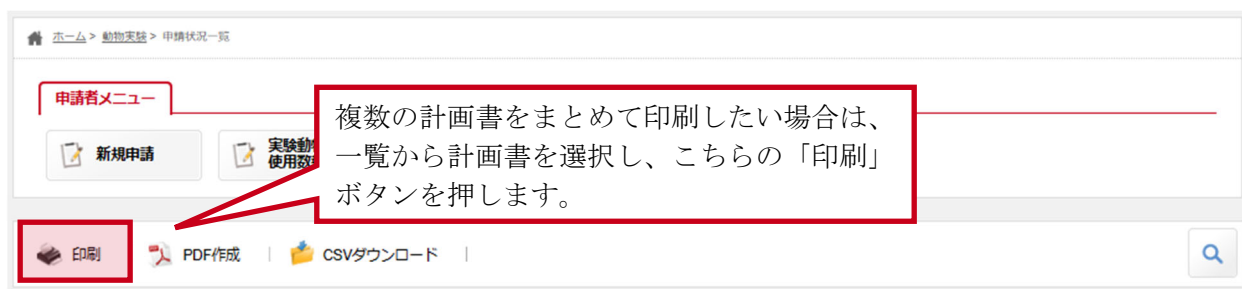 ホーム > 動物実験 > 申請状況一覧
申請者メニュー
新規申請
実験動
使用数
複数の計画書をまとめて印刷したい場合は、
一覧から計画書を選択し、こちらの「印刷」
ボタンを押します。
印刷 PDF作成 | CSVダウンロード |